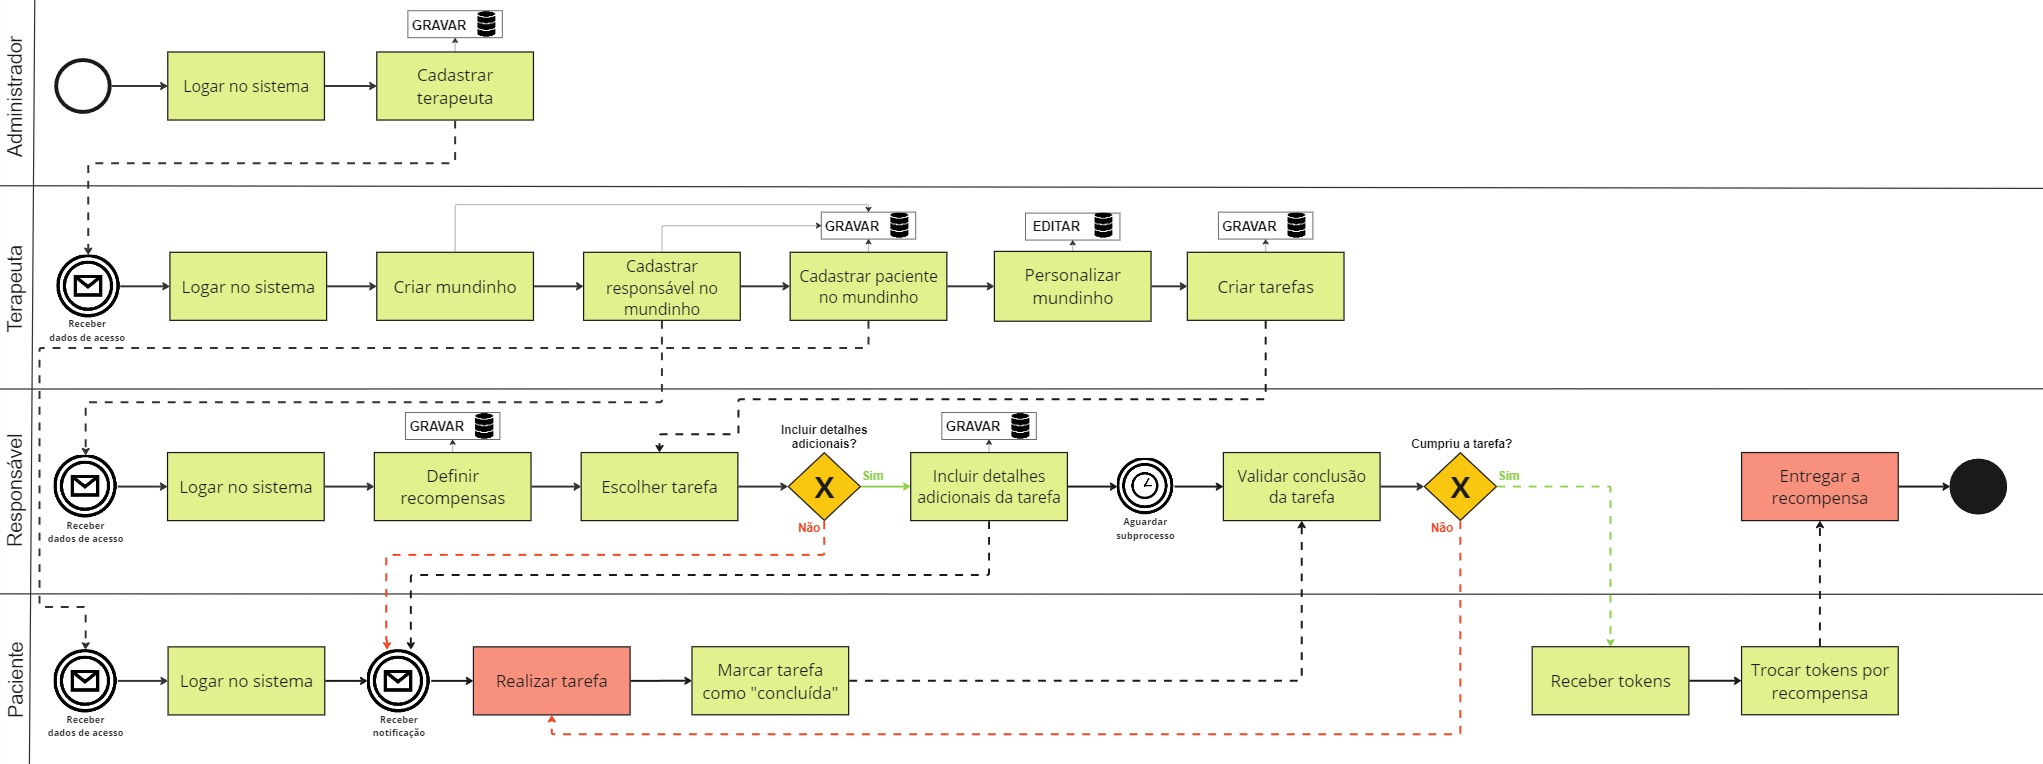 Administrador
GRAVAR
Logar no sistema
Cadastrar
terapeuta
Terapeuta
GRAVAR
EDITAR
GRAVAR
Receber
dados de acesso
Logar no sistema
Criar mundinho
Cadastrar
responsável no
mundinho
Cadastrar paciente
no mundinho
Personalizar
mundinho
Criar tarefas
Responsável
GRAVAR
Incluir detalhes
adicionais?
GRAVAR
Cumpriu a tarefa?
Receber
dados de acesso
Logar no sistema
Definir
recompensas
Escolher tarefa
X
Sim
Não
Incluir detalhes
adicionais da tarefa
Aguardar
subprocesso
Validar conclusão
da tarefa
X
Sim
Não
Entregar a
recompensa
Paciente
Receber
dados de acesso
Logar no sistema
Receber
notificação
Realizar tarefa
Marcar tarefa
como "concluída"
Receber tokens
Trocar tokens por
recompensa